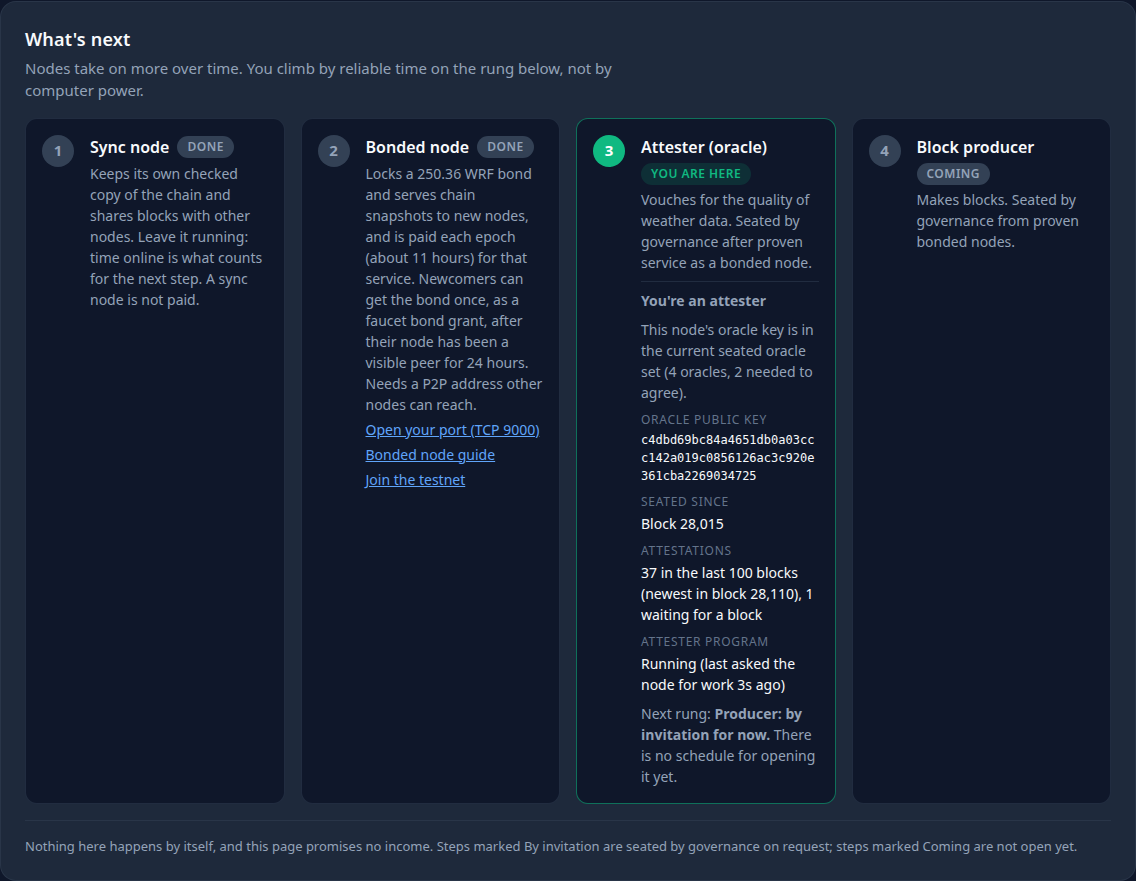 What's next
Nodes take on more over time. You climb by reliable time on the rung below, not by
computer power.
1
Sync node
DONE
Keeps its own checked
copy of the chain and
shares blocks with other
nodes. Leave it running:
time online is what counts
for the next step. A sync
node is not paid.
2
Bonded node
DONE
Locks a 250.36 WRF bond
and serves chain
snapshots to new nodes,
and is paid each epoch
(about 11 hours) for that
service. Newcomers can
get the bond once, as a
faucet bond grant, after
their node has been a
visible peer for 24 hours.
Needs a P2P address other
nodes can reach.
Open your port (TCP 9000)
Bonded node guide
Join the testnet
3
Attester (oracle)
YOU ARE HERE
Vouches for the quality of
weather data. Seated by
governance after proven
service as a bonded node.
You're an attester
This node's oracle key is in
the current seated oracle
set (4 oracles, 2 needed to
agree).
ORACLE PUBLIC KEY
c4dbd69bc84a4651db0a03cc
c142a019c0856126ac3c920e
361cba2269034725
SEATED SINCE
Block 28,015
ATTESTATIONS
37 in the last 100 blocks
(newest in block 28,110), 1
waiting for a block
ATTESTER PROGRAM
Running (last asked the
node for work 3s ago)
Next rung: Producer: by
invitation for now. There
is no schedule for opening
it yet.
4
Block producer
COMING
Makes blocks. Seated by
governance from proven
bonded nodes.
Nothing here happens by itself, and this page promises no income. Steps marked By invitation are seated by governance on request; steps marked Coming are not open yet.